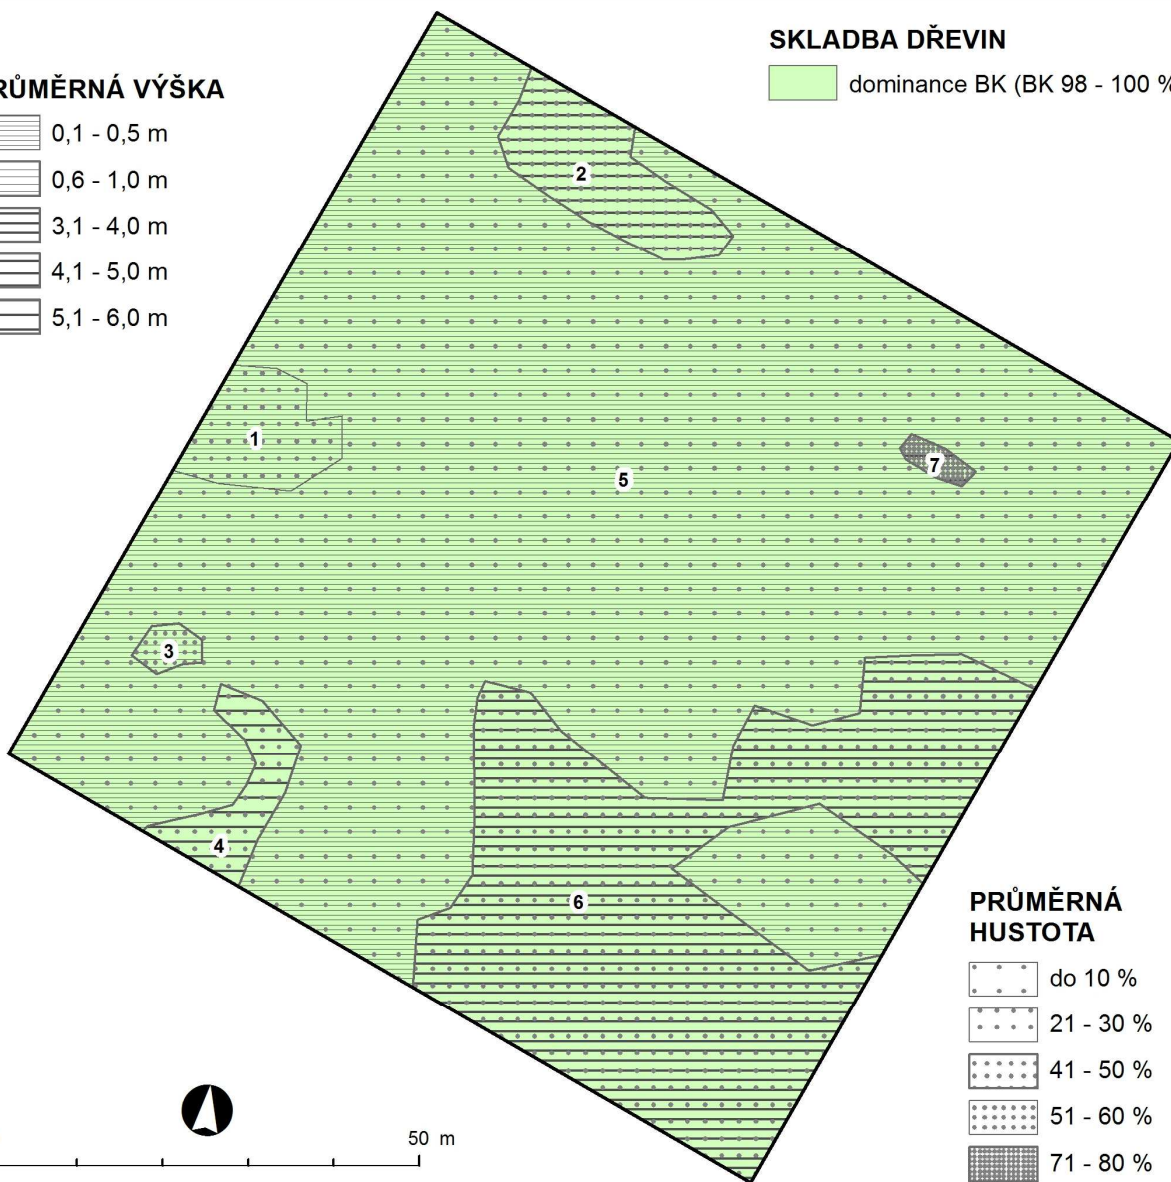 SKLADBA DŘEVIN
dominance BK (BK 98 - 100 %
RŮMĚRNÁ VÝŠKA
0,1 - 0,5 m
0,6 - 1,0 m
3,1 - 4,0 m
4,1 - 5,0 m
5,1 - 6,0 m
2
1
5
7
3
4
6
PRŮMĚRNÁ
HUSTOTA
do 10 %
21 - 30 %
41 - 50 %
51 - 60 %
71 - 80 %
50 m